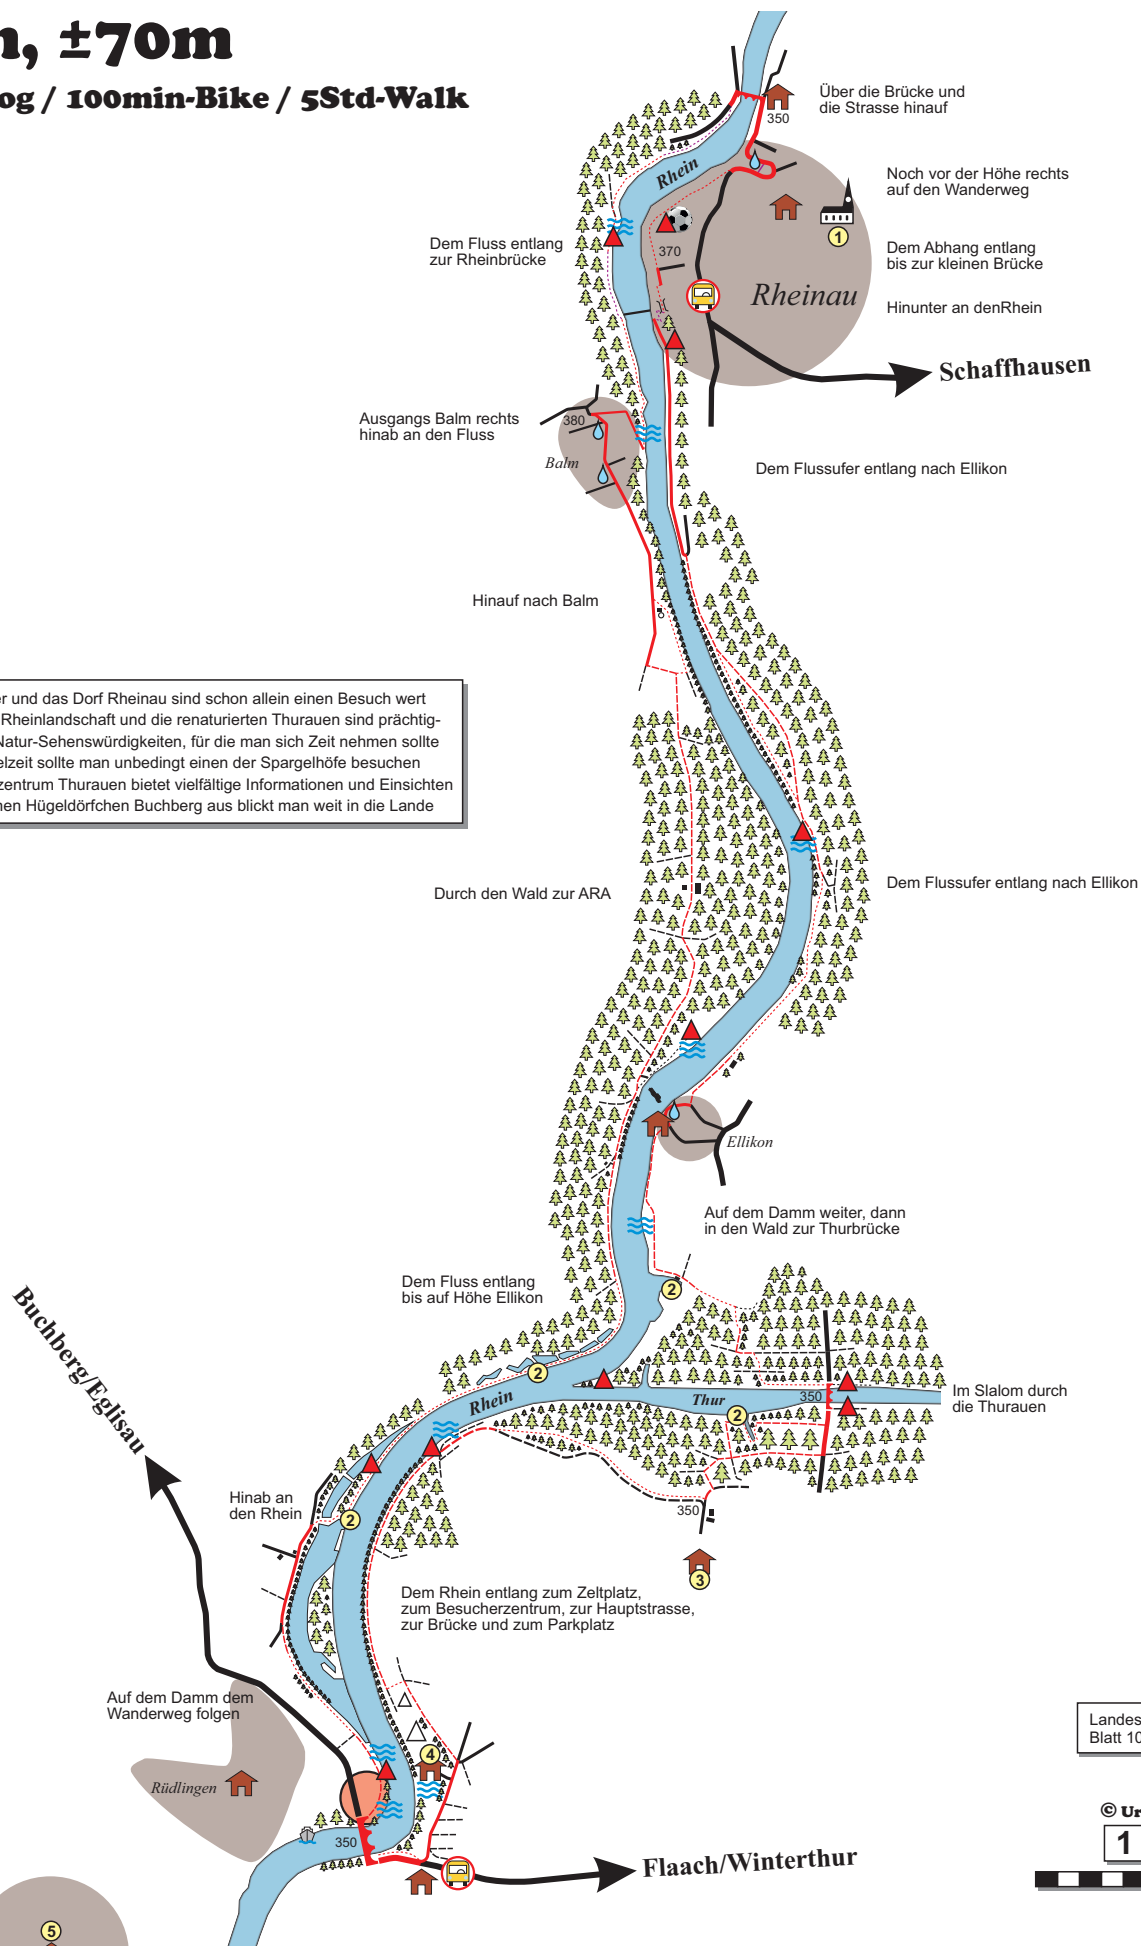 ±70m
100min-Bike / 5Std-Walk
Über die Brücke und
die Strasse hinauf
350
Rhein
Noch vor der Höhe rechts
auf den Wanderweg
1
Dem Fluss entlang
zur Rheinbrücke
370
Dem Abhang entlang
bis zur kleinen Brücke
Rheinau
Hinunter an denRhein
Schaffhausen
Ausgangs Balm rechts
hinab an den Fluss
380
Balm
Dem Flussufer entlang nach Ellikon
Hinauf nach Balm
er und das Dorf Rheinau sind schon allein einen Besuch wert
Rheinlandschaft und die renaturierten Thurauen sind prächtig-
Natur-Sehenswürdigkeiten, für die man sich Zeit nehmen sollte
elzeit sollte man unbedingt einen der Spargelhöfe besuchen
zentrum Thurauen bietet vielfältige Informationen und Einsichten
nen Hügeldörfchen Buchberg aus blickt man weit in die Lande
Durch den Wald zur ARA
Dem Flussufer entlang nach Ellikon
Ellikon
Auf dem Damm weiter, dann
in den Wald zur Thurbrücke
Dem Fluss entlang
bis auf Höhe Ellikon
2
Buchberg/Eglisau
2
Rhein
Thur
350
2
Im Slalom durch
die Thurauen
Hinab an
den Rhein
2
350
3
Dem Rhein entlang zum Zeltplatz,
zum Besucherzentrum, zur Hauptstrasse,
zur Brücke und zum Parkplatz
Auf dem Damm dem
Wanderweg folgen
Landes
Blatt 10
4
Rüdlingen
350
© Ur
1
Flaach/Winterthur
5